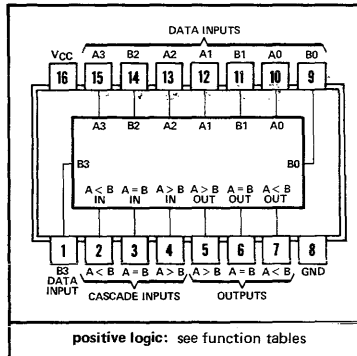 DATA INPUTS
VCC A3 B2 A2 A1 B1 A0 B0
16 15 14 13 12 11 10 9
A3 B2 A2 A1 B1 A0
B3 B0
A < B A = B A > B A > B A = B A < B
IN IN IN OUT OUT OUT
1 2 3 4 5 6 7 8
B3 A < B A = B A > B A > B A = B A < B GND
DATA CASCADE INPUTS OUTPUTS
INPUT
positive logic: see function tables